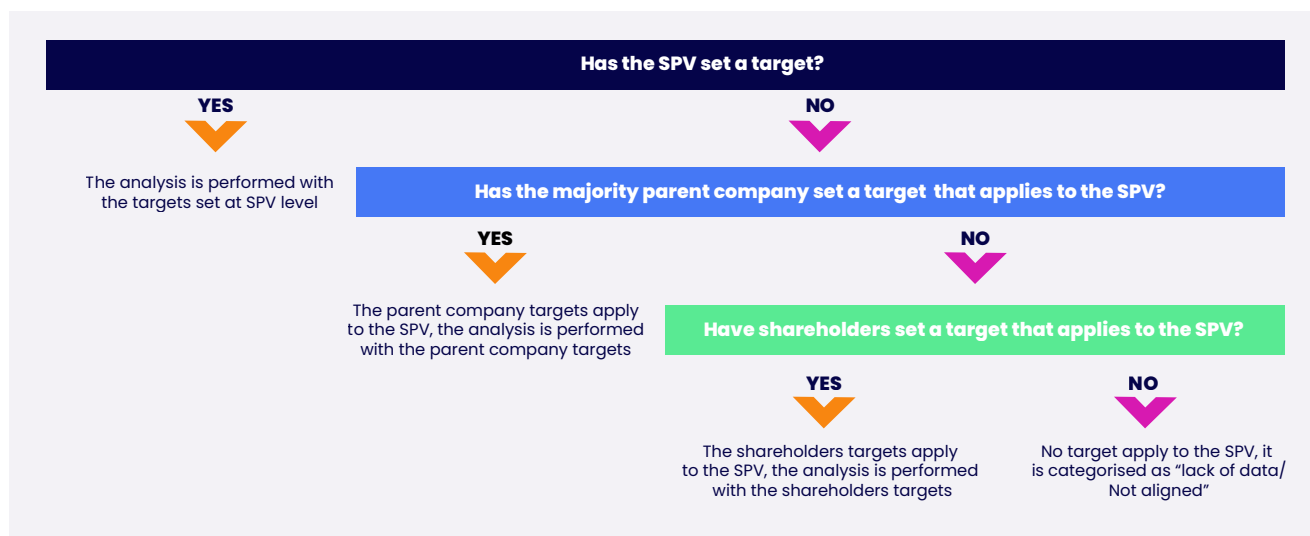 Has the SPV set a target?
YES
NO
The analysis is performed with
the targets set at SPV level
Has the majority parent company set a target that applies to the SPV?
YES
NO
The parent company targets apply
to the SPV, the analysis is performed
with the parent company targets
Have shareholders set a target that applies to the SPV?
YES
NO
The shareholders targets apply
to the SPV, the analysis is performed
with the shareholders targets
No target apply to the SPV, it
is categorised as “lack of data/
Not aligned”